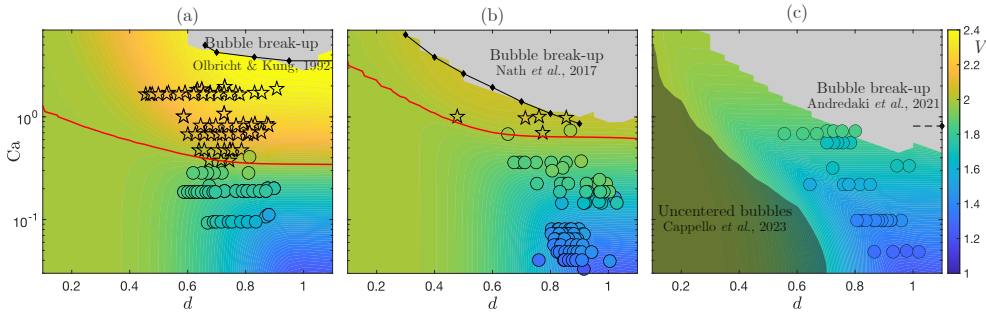 (a)
(b)
(c)
Bubble break-up
Olbricht & Kung, 1992
Bubble break-up
Nath et al., 2017
Bubble break-up
Andredaki et al., 2021
Uncentered bubbles
Cappello et al., 2023
Ca
10^0
10^-1
0.2 0.4 0.6 0.8 1
d
0.2 0.4 0.6 0.8 1
d
0.2 0.4 0.6 0.8 1
d
V
2.4
2.2
2
1.8
1.6
1.4
1.2
1